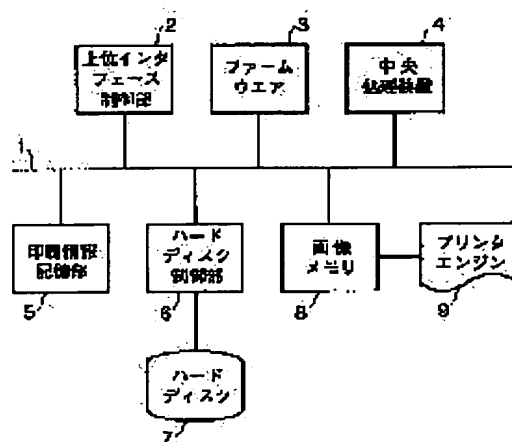 2
3
4
上位インタ
フェース
制御部
ファーム
ウエア
中央
処理装置
1
印刷情報
記憶部
ハード
ディスク
制御部
画像
メモリ
プリンタ
エンジン
5
6
8
9
ハード
ディスク
7